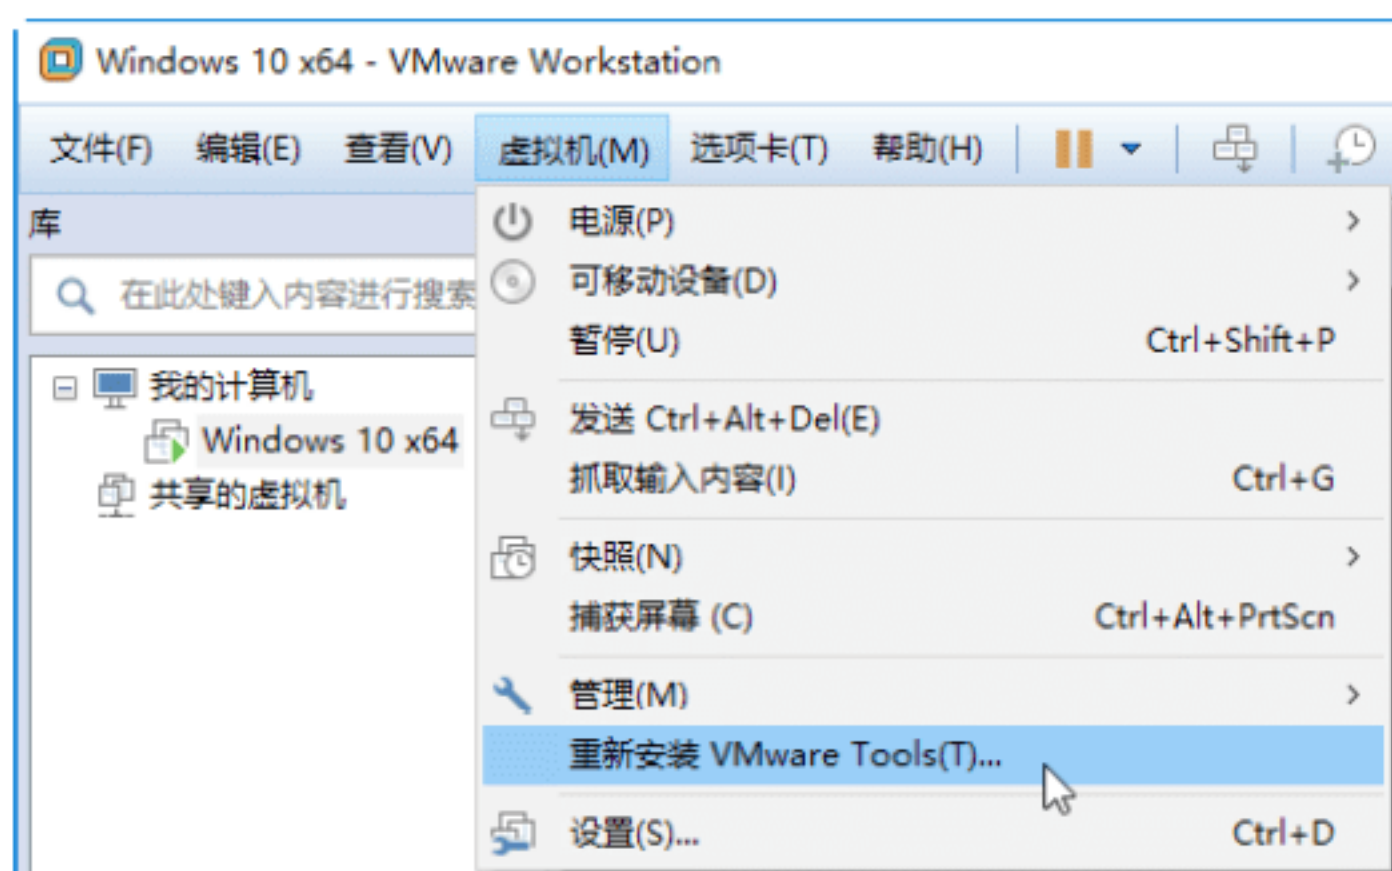 Windows 10 x64 - VMware Workstation
文件(F) 编辑(E) 查看(V) 虚拟机(M) 选项卡(T) 帮助(H)
库
在此处键入内容进行搜索
我的计算机
Windows 10 x64
共享的虚拟机
电源(P)
可移动设备(D)
暂停(U) Ctrl+Shift+P
发送 Ctrl+Alt+Del(E)
抓取输入内容(I) Ctrl+G
快照(N)
捕获屏幕 (C) Ctrl+Alt+PrtScn
管理(M)
重新安装 VMware Tools(T)...
设置(S)... Ctrl+D